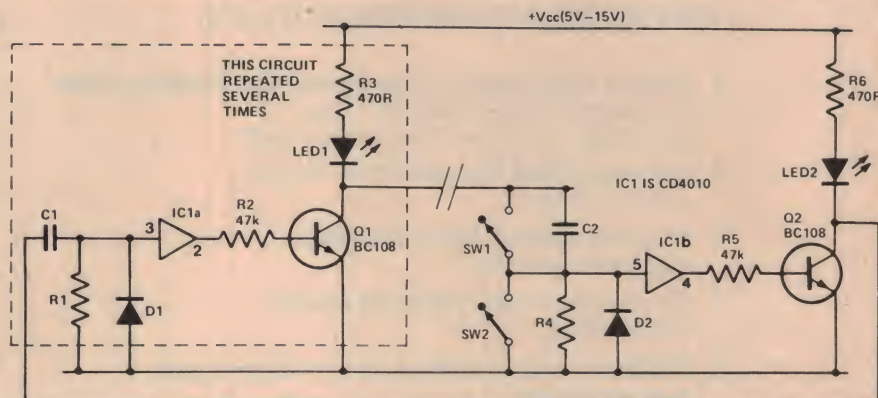 +Vcc(5V–15V)
THIS CIRCUIT
REPEATED
SEVERAL
TIMES
R3
470R
R6
470R
LED1
LED2
IC1 IS CD4010
C1
3
IC1a
2
R2
47k
Q1
BC108
C2
SW1
5
IC1b
4
R5
47k
Q2
BC108
R1
D1
SW2
R4
D2